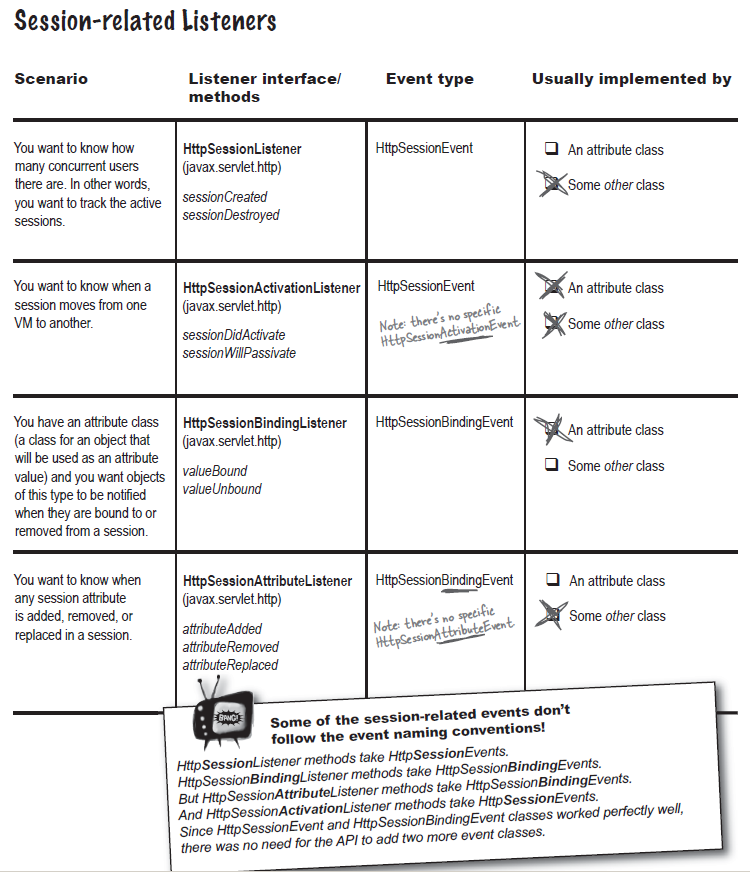 Session-related Listeners
Scenario
Listener interface/
methods
Event type
Usually implemented by
You want to know how
many concurrent users
there are. In other words,
you want to track the active
sessions.
HttpSessionListener
(javax.servlet.http)
sessionCreated
sessionDestroyed
HttpSessionEvent
An attribute class
Some other class
You want to know when a
session moves from one
VM to another.
HttpSessionActivationListener
(javax.servlet.http)
sessionDidActivate
sessionWillPassivate
HttpSessionEvent
Note: there's no specific
HttpSessionActivationEvent
An attribute class
Some other class
You have an attribute class
(a class for an object that
will be used as an attribute
value) and you want objects
of this type to be notified
when they are bound to or
removed from a session.
HttpSessionBindingListener
(javax.servlet.http)
valueBound
valueUnbound
HttpSessionBindingEvent
An attribute class
Some other class
You want to know when
any session attribute
is added, removed, or
replaced in a session.
HttpSessionAttributeListener
(javax.servlet.http)
attributeAdded
attributeRemoved
attributeReplaced
HttpSessionBindingEvent
Note: there's no specific
HttpSessionAttributeEvent
An attribute class
Some other class
BANG!
Some of the session-related events don't
follow the event naming conventions!
HttpSessionListener methods take HttpSessionEvents.
HttpSessionBindingListener methods take HttpSessionBindingEvents.
But HttpSessionAttributeListener methods take HttpSessionBindingEvents.
And HttpSessionActivationListener methods take HttpSessionEvents.
Since HttpSessionEvent and HttpSessionBindingEvent classes worked perfectly well,
there was no need for the API to add two more event classes.